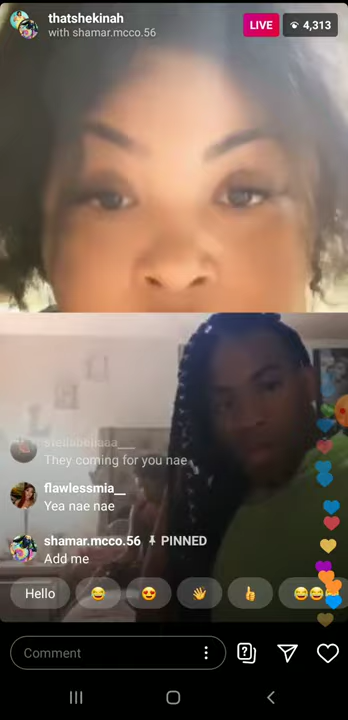 thatshekinah
with shamar.mcco.56
LIVE
4,313
stellabellaaa__
They coming for you nae
flawlessmia__
Yea nae nae
shamar.mcco.56 PINNED
Add me
Hello
Comment